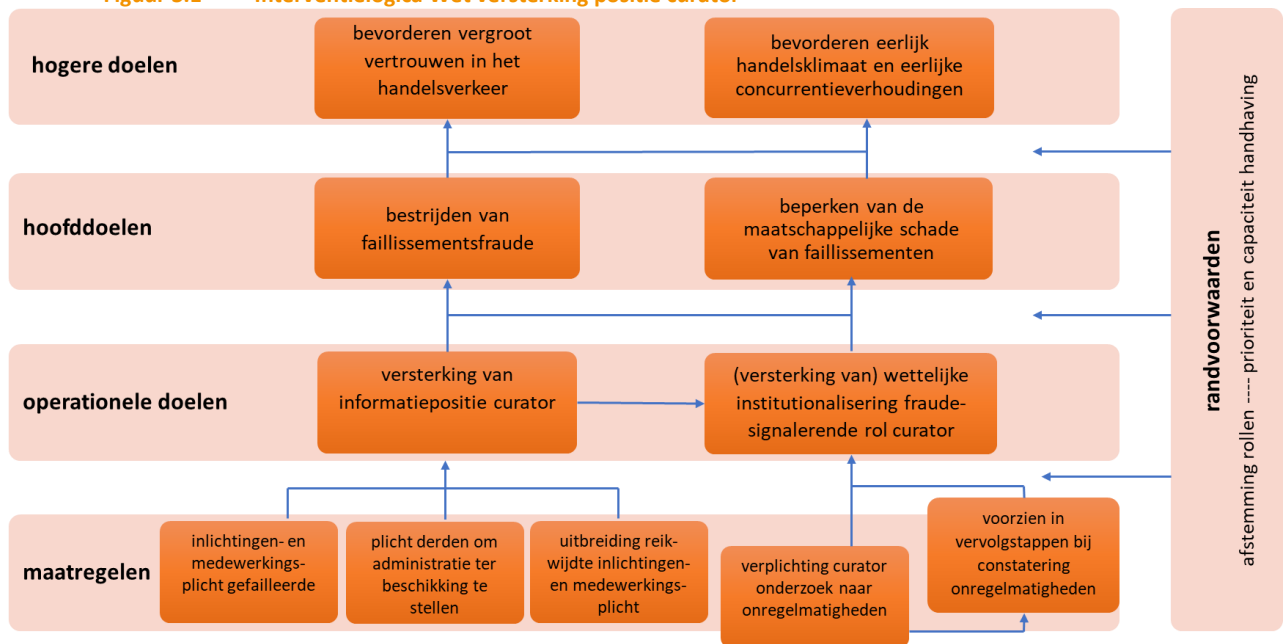 Figuur 3.1 Interventielogica Wet versterking positie curator
hogere doelen
bevorderen vergroot
vertrouwen in het
handelsverkeer
bevorderen eerlijk
handelsklimaat en eerlijke
concurrentieverhoudingen
hoofddoelen
bestrijden van
faillissementsfraude
beperken van de
maatschappelijke schade
van faillissementen
operationele doelen
versterking van
informatiepositie curator
(versterking van) wettelijke
institutionalisering fraude-
signalerende rol curator
maatregelen
inlichtingen- en
medewerkings-
plicht gefailleerde
plicht derden om
administratie ter
beschikking te
stellen
uitbreiding reik-
wijdte inlichtingen-
en medewerkings-
plicht
verplichting curator
onderzoek naar
onregelmatigheden
voorzien in
vervolgstappen bij
constatering
onregelmatigheden
randvoorwaarden
afstemming rollen ---- prioriteit en capaciteit handhaving